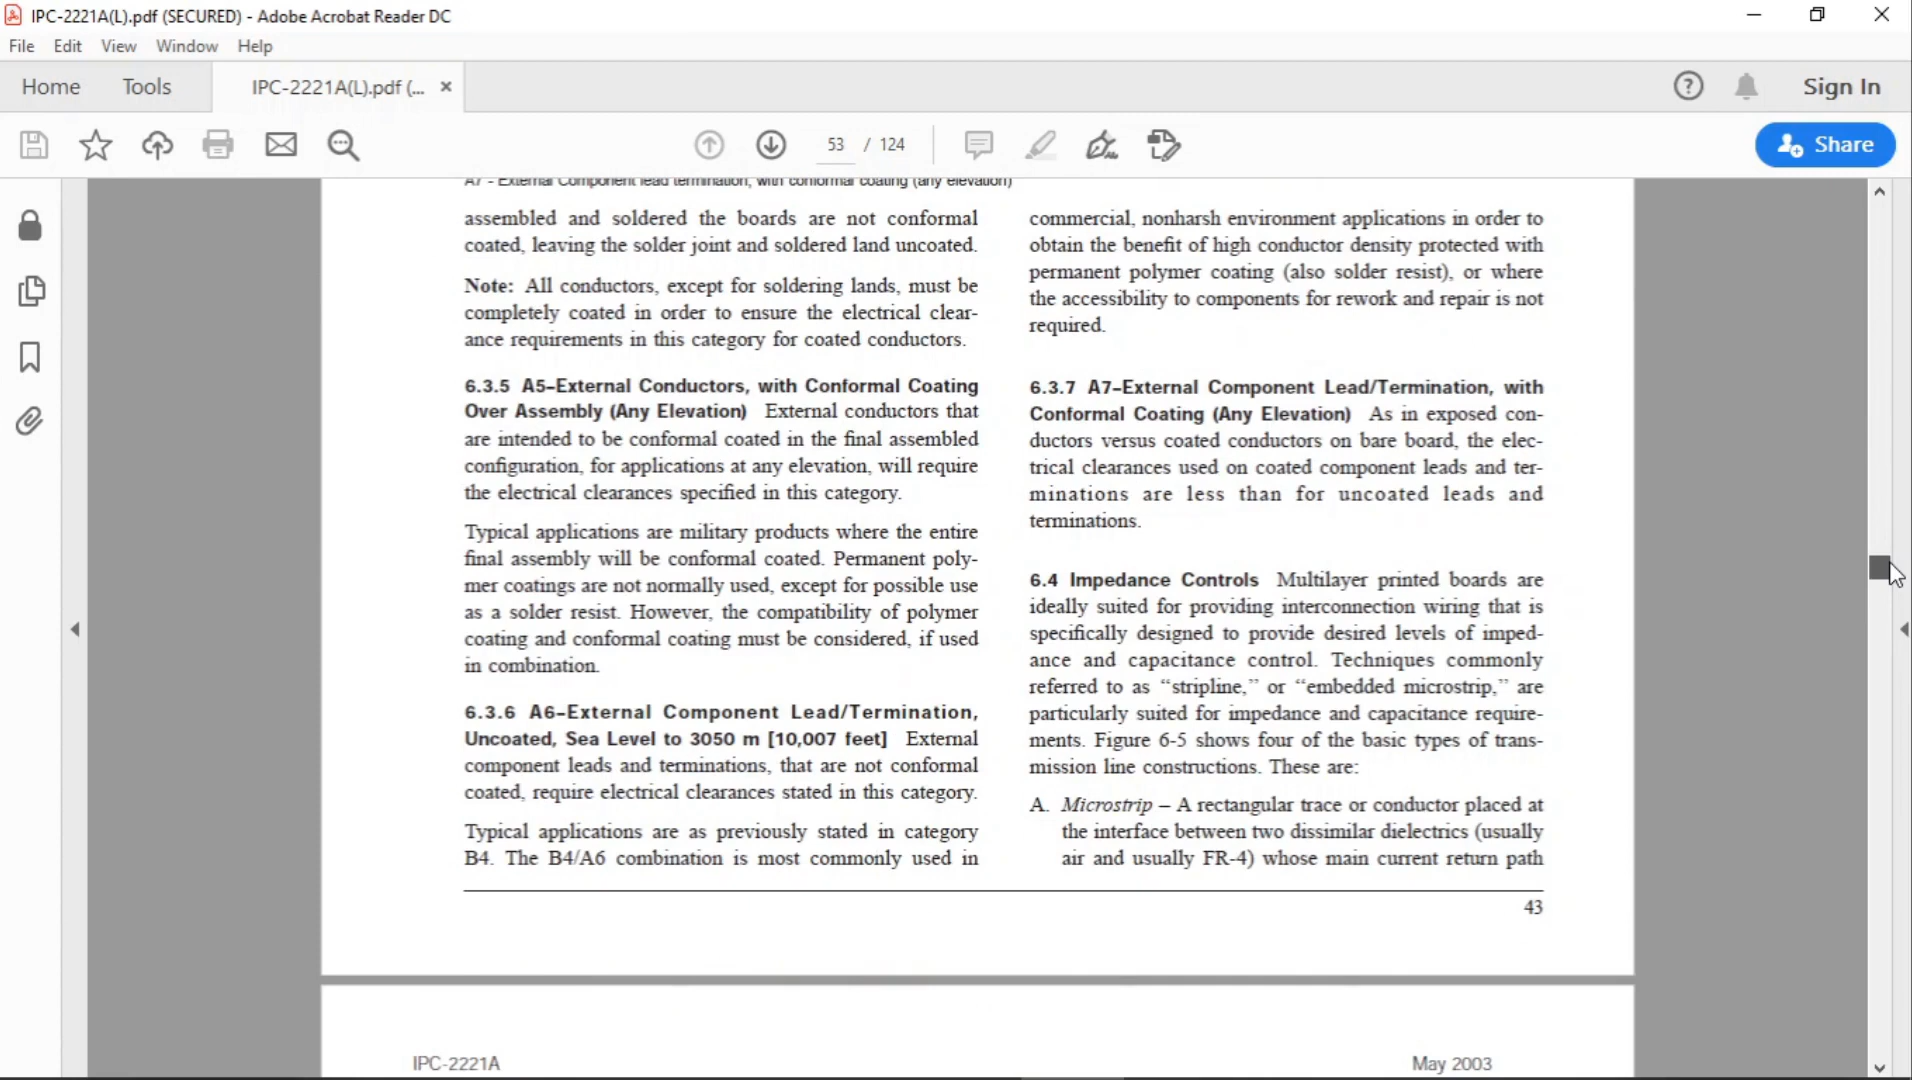 IPC-2221A(L).pdf (SECURED) - Adobe Acrobat Reader DC
File Edit View Window Help
Home Tools IPC-2221A(L).pdf (... × Sign In
53 / 124 Share
A7 - External Component lead termination, with conformal coating (any elevation)
assembled and soldered the boards are not conformal
coated, leaving the solder joint and soldered land uncoated.
Note: All conductors, except for soldering lands, must be
completely coated in order to ensure the electrical clear-
ance requirements in this category for coated conductors.
6.3.5 A5–External Conductors, with Conformal Coating
Over Assembly (Any Elevation) External conductors that
are intended to be conformal coated in the final assembled
configuration, for applications at any elevation, will require
the electrical clearances specified in this category.
Typical applications are military products where the entire
final assembly will be conformal coated. Permanent poly-
mer coatings are not normally used, except for possible use
as a solder resist. However, the compatibility of polymer
coating and conformal coating must be considered, if used
in combination.
6.3.6 A6–External Component Lead/Termination,
Uncoated, Sea Level to 3050 m [10,007 feet] External
component leads and terminations, that are not conformal
coated, require electrical clearances stated in this category.
Typical applications are as previously stated in category
B4. The B4/A6 combination is most commonly used in
commercial, nonharsh environment applications in order to
obtain the benefit of high conductor density protected with
permanent polymer coating (also solder resist), or where
the accessibility to components for rework and repair is not
required.
6.3.7 A7–External Component Lead/Termination, with
Conformal Coating (Any Elevation) As in exposed con-
ductors versus coated conductors on bare board, the elec-
trical clearances used on coated component leads and ter-
minations are less than for uncoated leads and
terminations.
6.4 Impedance Controls Multilayer printed boards are
ideally suited for providing interconnection wiring that is
specifically designed to provide desired levels of imped-
ance and capacitance control. Techniques commonly
referred to as ‘‘stripline,’’ or ‘‘embedded microstrip,’’ are
particularly suited for impedance and capacitance require-
ments. Figure 6-5 shows four of the basic types of trans-
mission line constructions. These are:
A. Microstrip – A rectangular trace or conductor placed at
the interface between two dissimilar dielectrics (usually
air and usually FR-4) whose main current return path
43
IPC-2221A May 2003